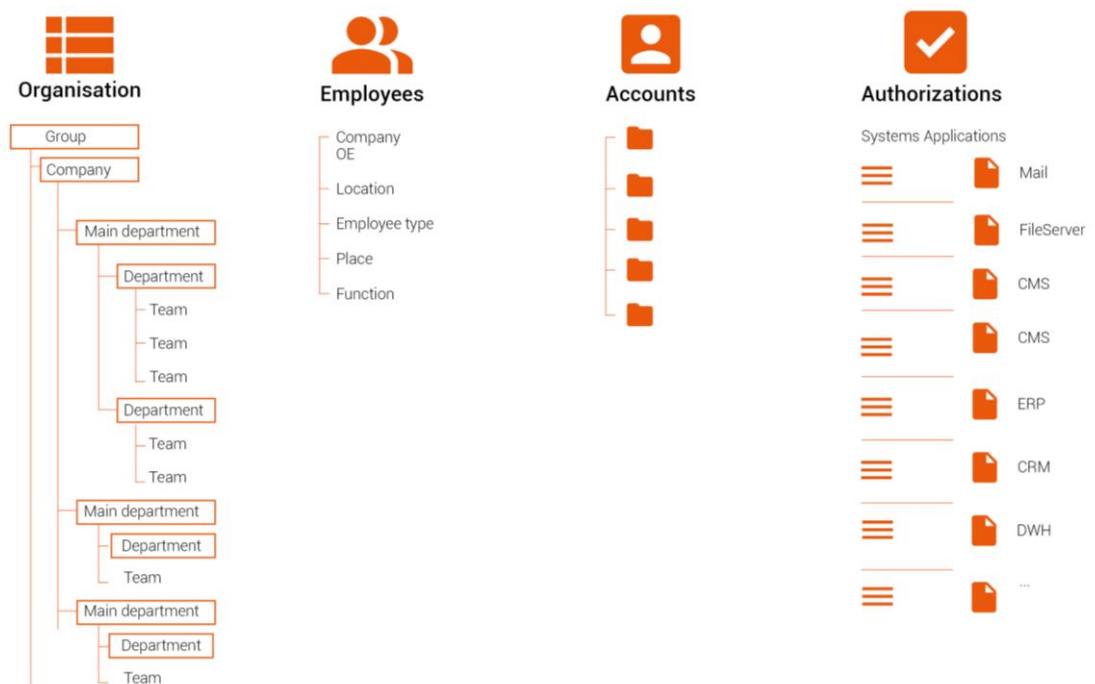 Organisation
Group
Company
Main department
Department
Team
Team
Team
Department
Team
Team
Main department
Department
Team
Main department
Department
Team
Employees
Company
OE
Location
Employee type
Place
Function
Accounts
Authorizations
Systems Applications
Mail
FileServer
CMS
CMS
ERP
CRM
DWH
...